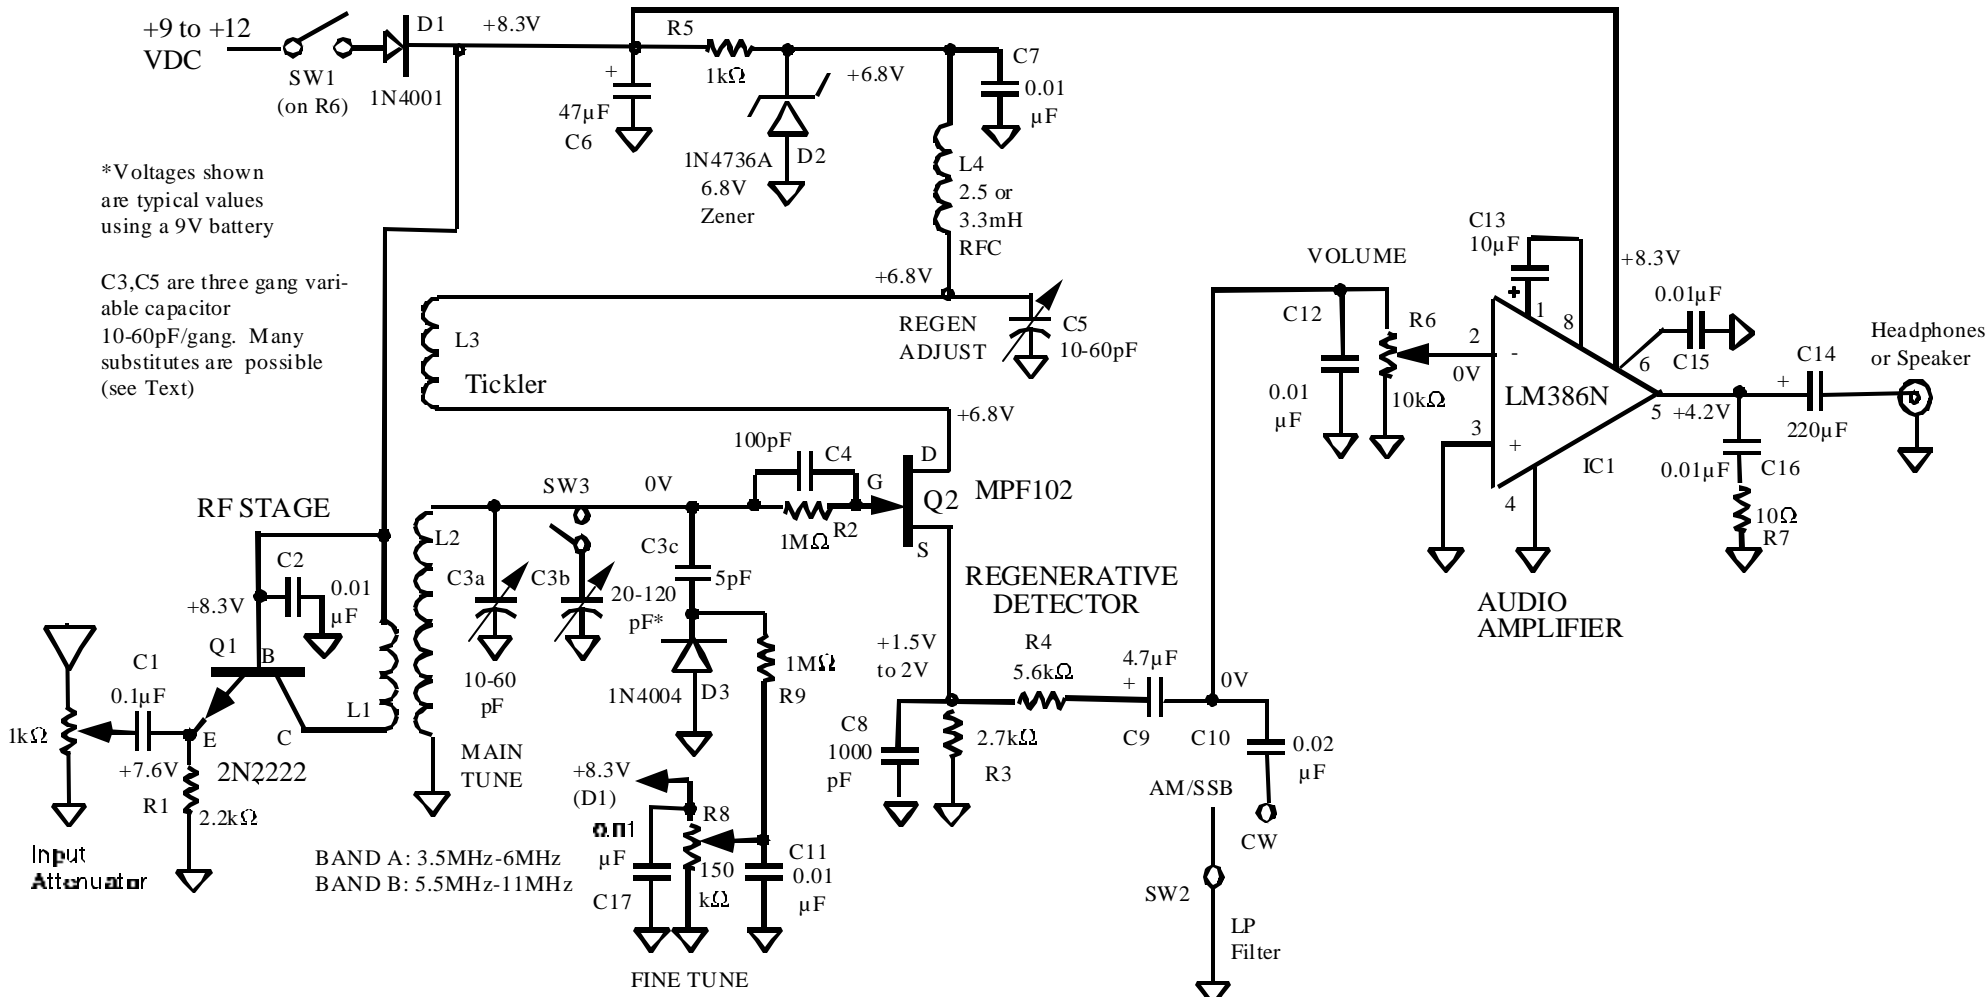 +9 to +12
VDC
SW1
(on R6)
D1
1N4001
+8.3V
R5
1kΩ
+
47µF
C6
+6.8V
C7
0.01
µF
1N4736A
6.8V
Zener
D2
L4
2.5 or
3.3mH
RFC
*Voltages shown
are typical values
using a 9V battery
C3,C5 are three gang vari-
able capacitor
10-60pF/gang. Many
substitutes are possible
(see Text)
+6.8V
L3
Tickler
REGEN
ADJUST
C5
10-60pF
+6.8V
VOLUME
C12
0.01
µF
R6
10kΩ
C13
10µF
+
1
8
+8.3V
0.01µF
C15
2
-
0V
LM386N
6
3
+
4
IC1
5
+4.2V
C14
+
220µF
Headphones
or Speaker
0.01µF
C16
10Ω
R7
AUDIO
AMPLIFIER
RF STAGE
C2
0.01
µF
+8.3V
Q1
B
C1
0.1µF
1kΩ
E
C
L1
+7.6V
2N2222
R1
2.2kΩ
Input
Attenuator
L2
SW3
0V
100pF
C4
G
D
Q2
MPF102
1MΩ
R2
S
C3a
C3b
C3c
5pF
20-120
pF*
10-60
pF
1N4004
D3
1MΩ
R9
MAIN
TUNE
+8.3V
(D1)
0.01
µF
C17
R8
150
kΩ
C11
0.01
µF
FINE TUNE
BAND A: 3.5MHz-6MHz
BAND B: 5.5MHz-11MHz
REGENERATIVE
DETECTOR
+1.5V
to 2V
R4
5.6kΩ
4.7µF
+
C9
0V
C8
1000
pF
2.7kΩ
R3
C10
0.02
µF
AM/SSB
CW
SW2
LP
Filter